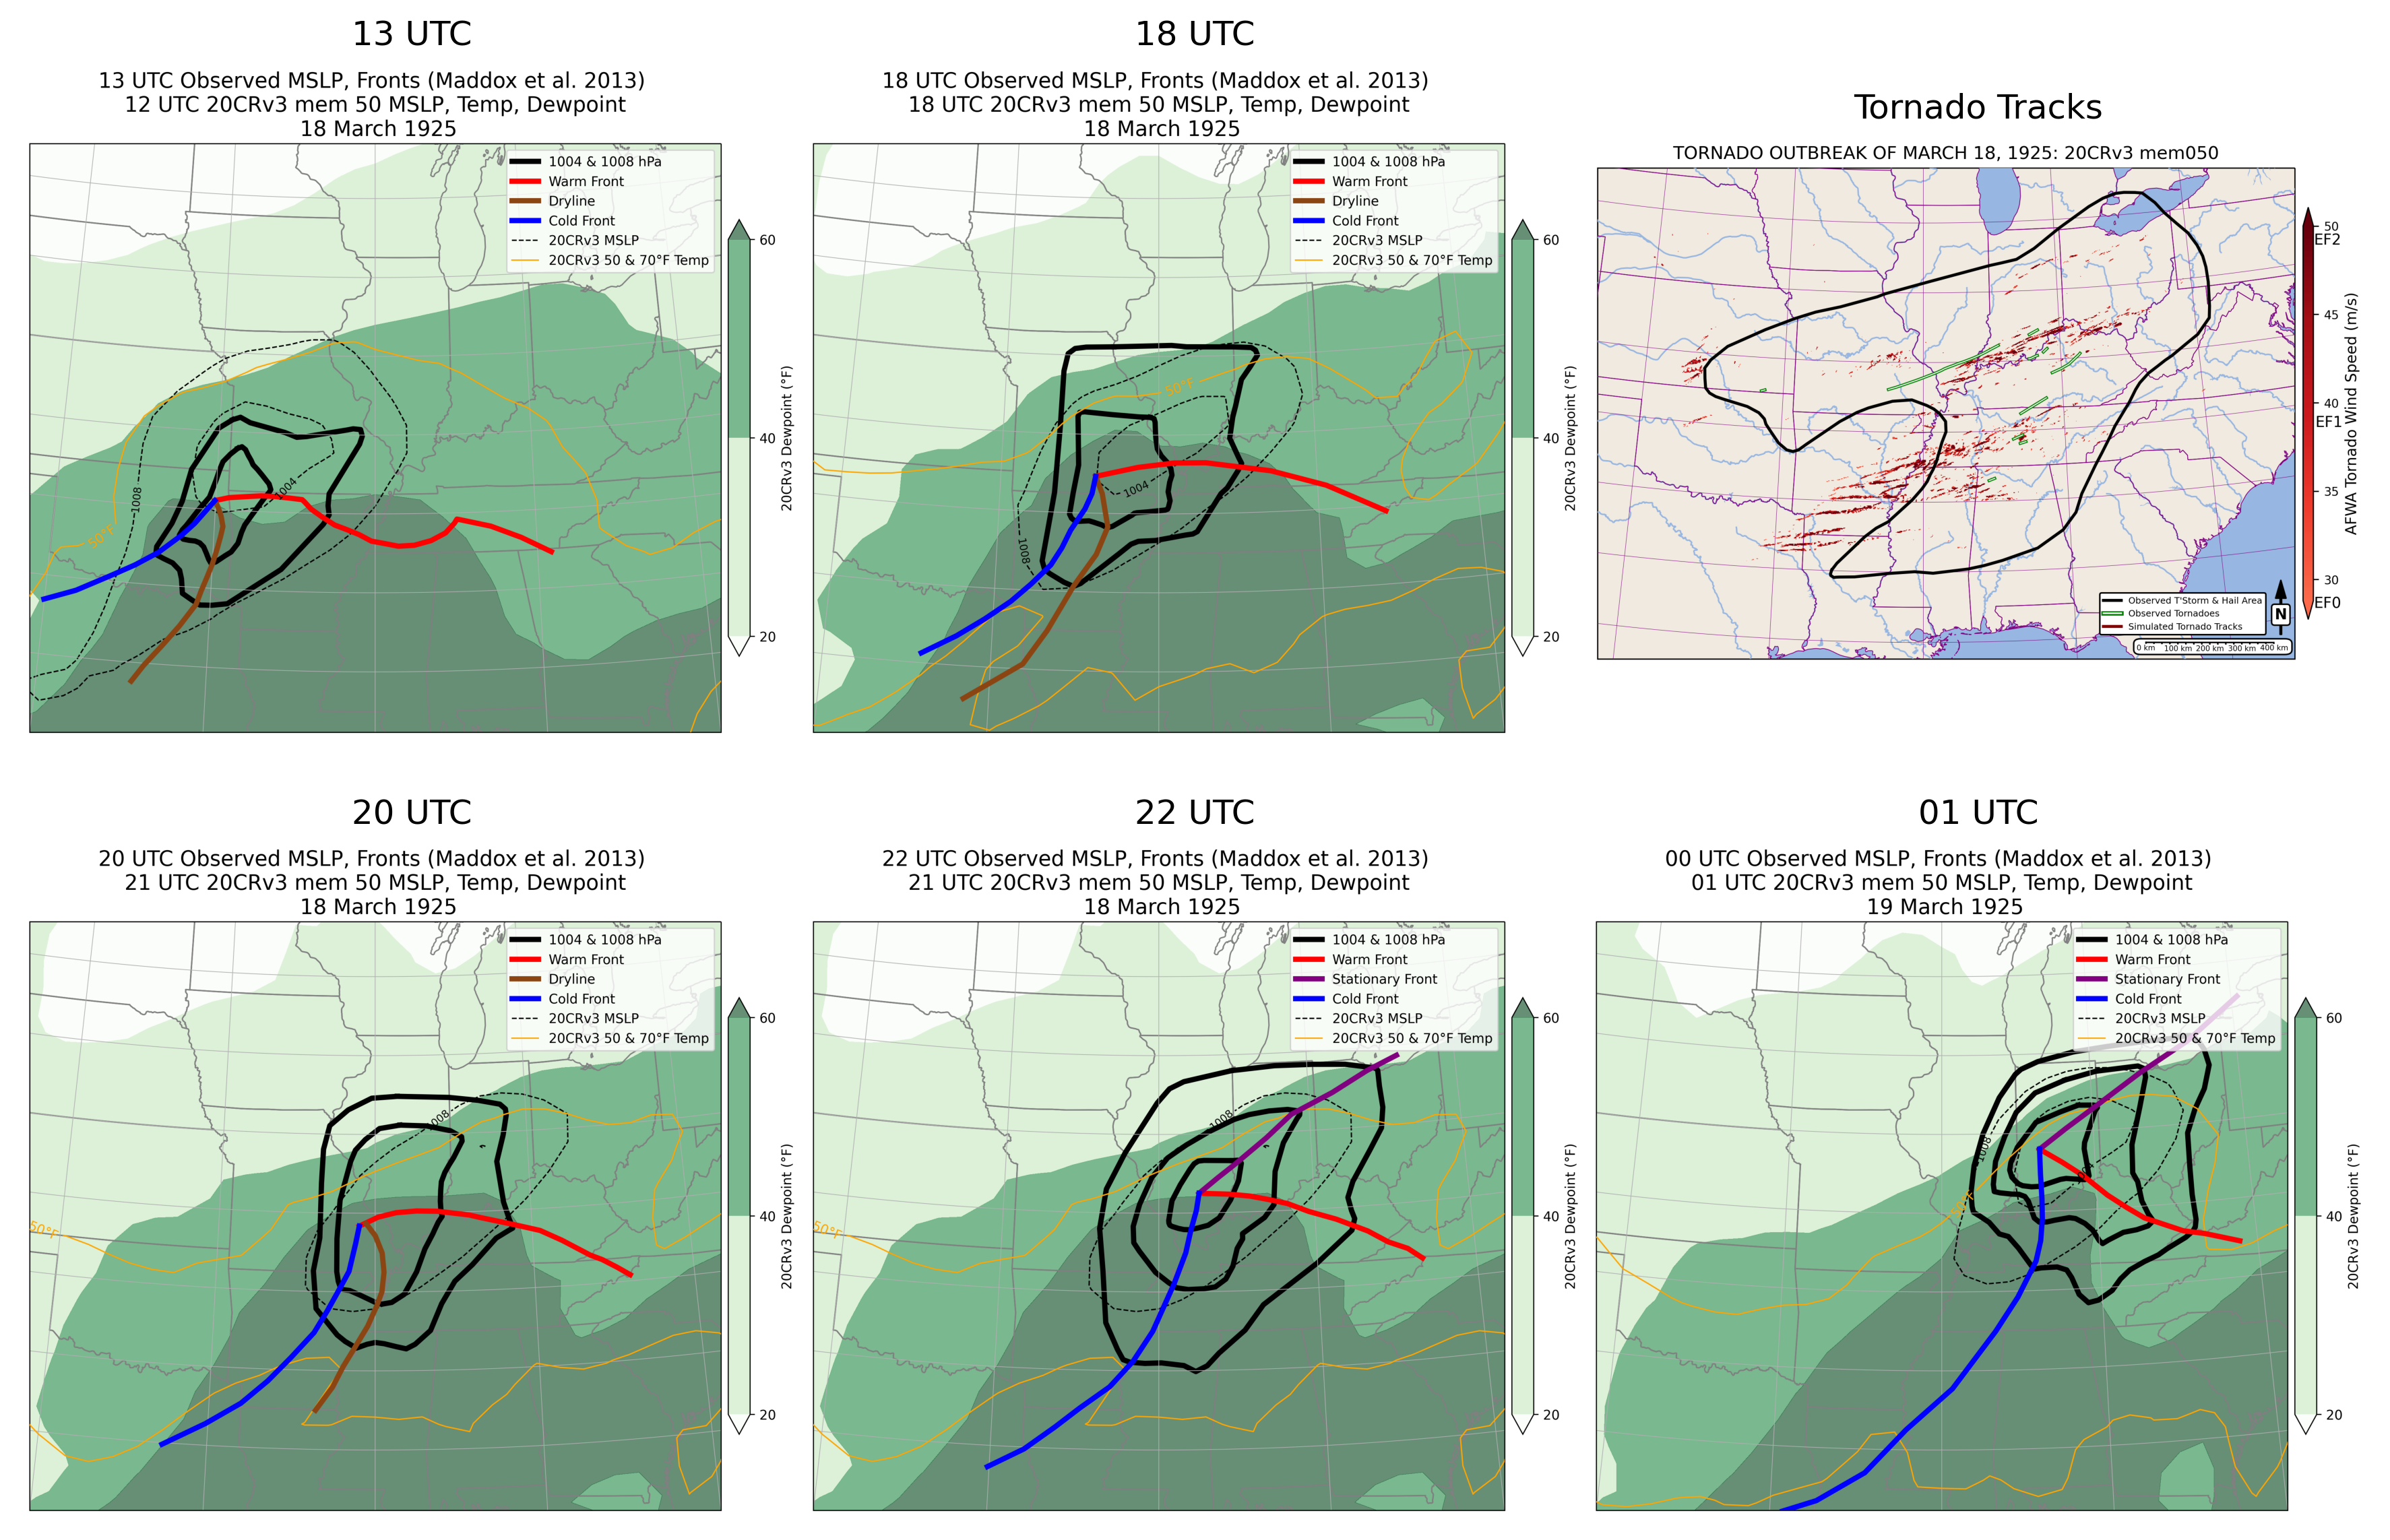 13 UTC
13 UTC Observed MSLP, Fronts (Maddox et al. 2013)
12 UTC 20CRv3 mem 50 MSLP, Temp, Dewpoint
18 March 1925
1004 & 1008 hPa
Warm Front
Dryline
Cold Front
20CRv3 MSLP
20CRv3 50 & 70°F Temp
1008
1004
50°F
60
40
20
20CRv3 Dewpoint (°F)
18 UTC
18 UTC Observed MSLP, Fronts (Maddox et al. 2013)
18 UTC 20CRv3 mem 50 MSLP, Temp, Dewpoint
18 March 1925
1004 & 1008 hPa
Warm Front
Dryline
Cold Front
20CRv3 MSLP
20CRv3 50 & 70°F Temp
50°F
1004
1008
60
40
20
20CRv3 Dewpoint (°F)
Tornado Tracks
TORNADO OUTBREAK OF MARCH 18, 1925: 20CRv3 mem050
50
EF2
45
40
EF1
35
30
EF0
AFWA Tornado Wind Speed (m/s)
Observed T'Storm & Hail Area
Observed Tornadoes
Simulated Tornado Tracks
N
0 km 100 km 200 km 300 km 400 km
20 UTC
20 UTC Observed MSLP, Fronts (Maddox et al. 2013)
21 UTC 20CRv3 mem 50 MSLP, Temp, Dewpoint
18 March 1925
1004 & 1008 hPa
Warm Front
Dryline
Cold Front
20CRv3 MSLP
20CRv3 50 & 70°F Temp
1008
50°F
60
40
20
20CRv3 Dewpoint (°F)
22 UTC
22 UTC Observed MSLP, Fronts (Maddox et al. 2013)
21 UTC 20CRv3 mem 50 MSLP, Temp, Dewpoint
18 March 1925
1004 & 1008 hPa
Warm Front
Stationary Front
Cold Front
20CRv3 MSLP
20CRv3 50 & 70°F Temp
1008
50°F
60
40
20
20CRv3 Dewpoint (°F)
01 UTC
00 UTC Observed MSLP, Fronts (Maddox et al. 2013)
01 UTC 20CRv3 mem 50 MSLP, Temp, Dewpoint
19 March 1925
1004 & 1008 hPa
Warm Front
Stationary Front
Cold Front
20CRv3 MSLP
20CRv3 50 & 70°F Temp
1008
50°F
60
40
20
20CRv3 Dewpoint (°F)